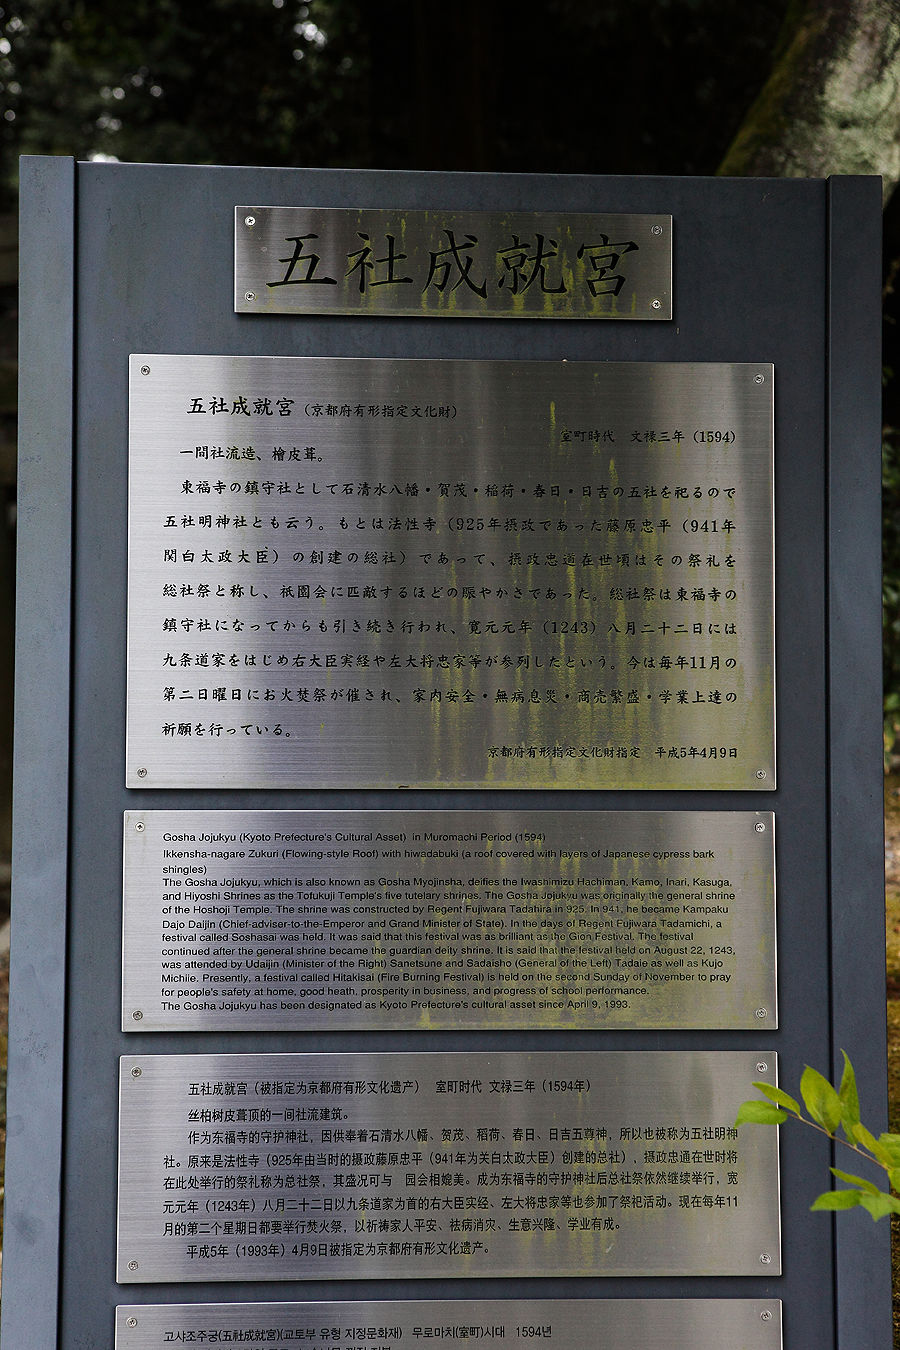 五社成就宮
五社成就宮（京都府有形指定文化財）
室町時代　文禄三年（1594）
一間社流造、檜皮葺。
東福寺の鎮守社として石清水八幡・賀茂・稲荷・春日・日吉の五社を祀るので
五社明神社とも云う。もとは法性寺（925年摂政であった藤原忠平（941年
関白太政大臣）の創建の総社）であって、摂政忠道在世頃はその祭礼を
総社祭と称し、祇園会に匹敵するほどの賑やかさであった。総社祭は東福寺の
鎮守社になってからも引き続き行われ、寛元元年（1243）八月二十二日には
九条道家をはじめ右大臣実経や左大将忠家等が参列したという。今は毎年11月の
第二日曜日にお火焚祭が催され、家内安全・無病息災・商売繁盛・学業上達の
祈願を行っている。
京都府有形指定文化財指定　平成5年4月9日
Gosha Jojukyu (Kyoto Prefecture's Cultural Asset) in Muromachi Period (1594)
Ikkensha-nagare Zukuri (Flowing-style Roof) with hiwadabuki (a roof covered with layers of Japanese cypress bark
shingles)
The Gosha Jojukyu, which is also known as Gosha Myojinsha, deifies the Iwashimizu Hachiman, Kamo, Inari, Kasuga,
and Hiyoshi Shrines as the Tofukuji Temple's five tutelary shrines. The Gosha Jojukyu was originally the general shrine
of the Hoshoji Temple. The shrine was constructed by Regent Fujiwara Tadahira in 925. In 941, he became Kampaku
Dajo Daijin (Chief-adviser-to-the-Emperor and Grand Minister of State). In the days of Regent Fujiwara Tadamichi, a
festival called Soshasai was held. It was said that this festival was as brilliant as the Gion Festival. The festival
continued after the general shrine became the guardian deity shrine. It is said that the festival held on August 22, 1243,
was attended by Udaijin (Minister of the Right) Sanetsune and Sadaisho (General of the Left) Tadaie as well as Kujo
Michiie. Presently, a festival called Hitakisai (Fire Burning Festival) is held on the second Sunday of November to pray
for people's safety at home, good heath, prosperity in business, and progress of school performance.
The Gosha Jojukyu has been designated as Kyoto Prefecture's cultural asset since April 9, 1993.
五社成就宫（被指定为京都府有形文化遗产）　室町时代 文禄三年（1594年）
丝柏树皮葺顶的一间社流建筑。
作为东福寺的守护神社，因供奉着石清水八幡、贺茂、稻荷、春日、日吉五尊神，所以也被称为五社明神
社。原来是法性寺（925年由当时的摄政藤原忠平（941年为关白太政大臣）创建的总社），摄政忠通在世时将
在此处举行的祭礼称为总社祭，其盛况可与　园会相媲美。成为东福寺的守护神社后总社祭依然继续举行，宽
元元年（1243年）八月二十二日以九条道家为首的右大臣实经、左大将忠家等也参加了祭祀活动。现在每年11
月的第二个星期日都要举行焚火祭，以祈祷家人平安、祛病消灾、生意兴隆、学业有成。
平成5年（1993年）4月9日被指定为京都府有形文化遗产。
고샤조주궁(五社成就宮)(교토부 유형 지정문화재)　무로마치(室町)시대　1594년